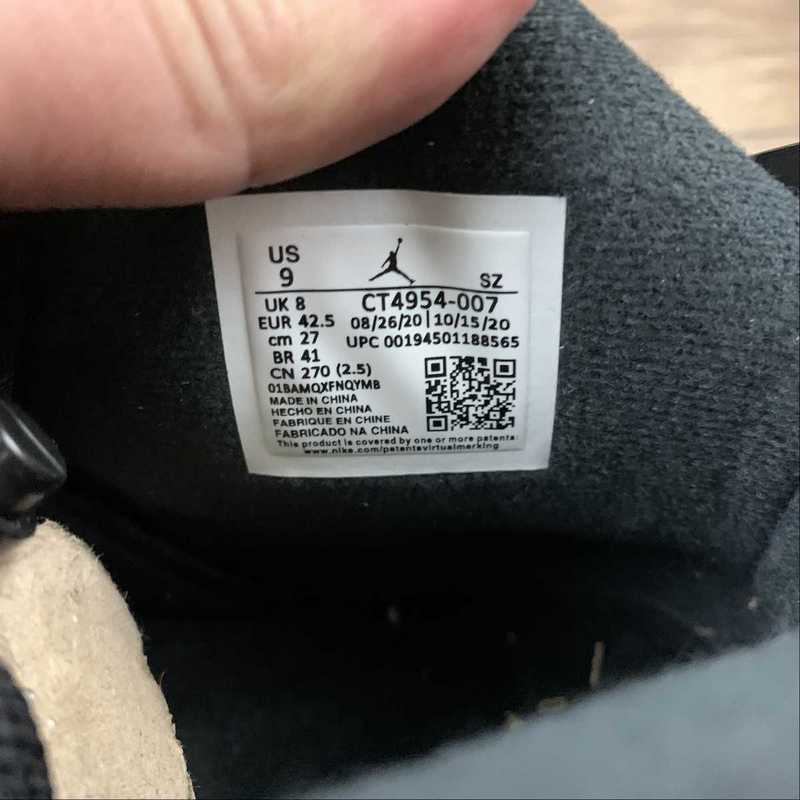 US
9
SZ
UK 8
CT4954-007
EUR 42.5
08/26/20 | 10/15/20
cm 27
UPC 00194501188565
BR 41
CN 270 (2.5)
01BAMQXFNQYMB
MADE IN CHINA
HECHO EN CHINA
FABRIQUE EN CHINE
FABRICADO NA CHINA
This product is covered by one or more patents:
www.nike.com/patentsvirtualmarking